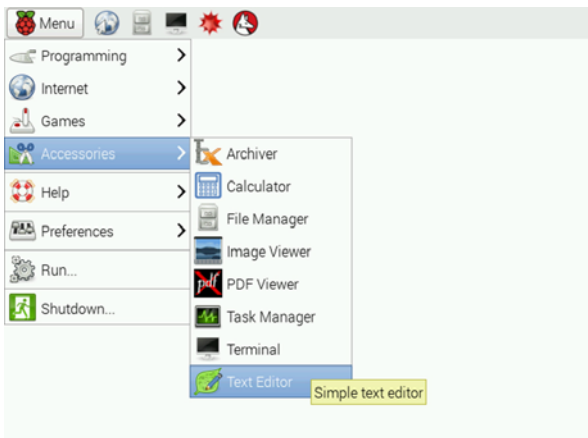 Menu
Programming
Internet
Games
Accessories
Help
Preferences
Run...
Shutdown...
Archiver
Calculator
File Manager
Image Viewer
pdf
PDF Viewer
Task Manager
Terminal
Text Editor
Simple text editor